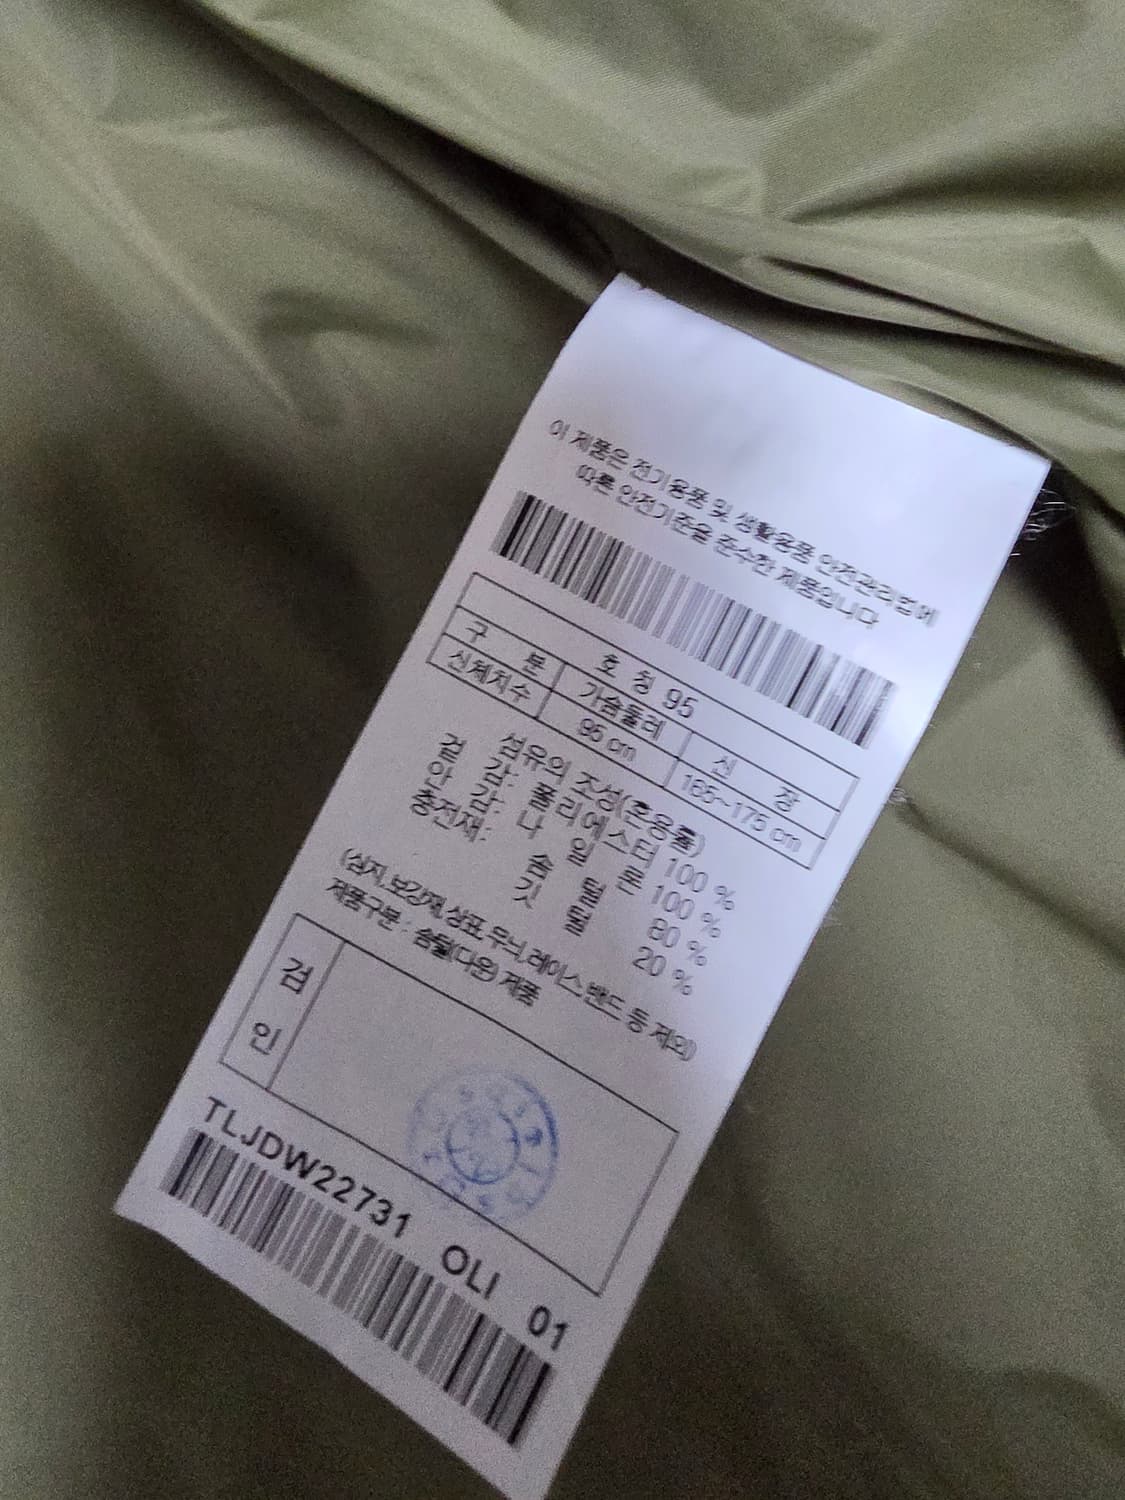 이 제품은 전기용품 및 생활용품 안전관리법에
따른 안전기준을 준수한 제품입니다
호 칭 95
구 분 가슴둘레 신 장
신체치수 95 cm 165~175 cm
섬유의 조성(혼용률)
겉 감: 폴리에스터 100 %
안 감: 나 일 론 100 %
충전재: 솜 털 80 %
깃 털 20 %
(심지,보강재,상표,무늬,레이스,밴드 등 제외)
제품구분 : 솜털(다운) 제품
검
인
TLJDW22731 OLI 01